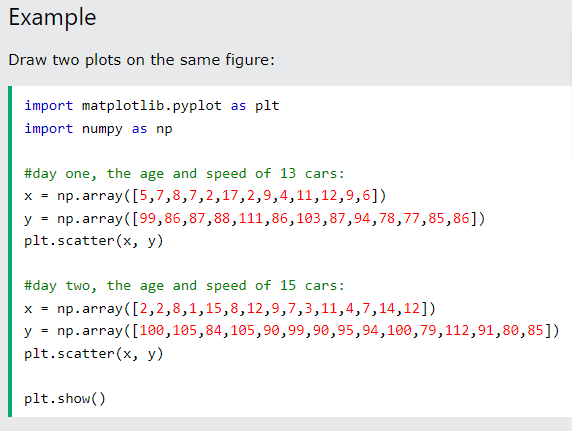 Example
Draw two plots on the same figure:
import matplotlib.pyplot as plt
import numpy as np
#day one, the age and speed of 13 cars:
x = np.array([5,7,8,7,2,17,2,9,4,11,12,9,6])
y = np.array([99,86,87,88,111,86,103,87,94,78,77,85,86])
plt.scatter(x, y)
#day two, the age and speed of 15 cars:
x = np.array([2,2,8,1,15,8,12,9,7,3,11,4,7,14,12])
y = np.array([100,105,84,105,90,99,90,95,94,100,79,112,91,80,85])
plt.scatter(x, y)
plt.show()